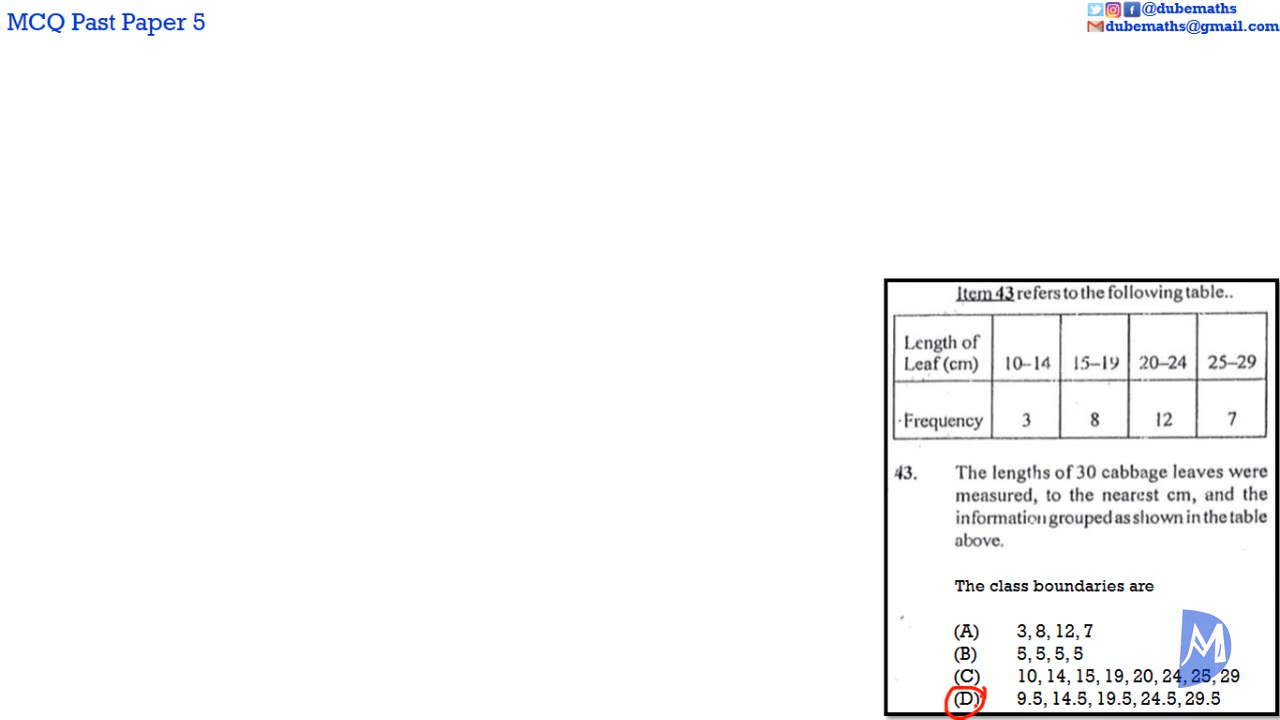 MCQ Past Paper 5
@dubemaths
dubemaths@gmail.com
Item 43 refers to the following table..
Length of
Leaf (cm) 10–14 15–19 20–24 25–29
Frequency 3 8 12 7
43. The lengths of 30 cabbage leaves were
measured, to the nearest cm, and the
information grouped as shown in the table
above.
The class boundaries are
(A) 3, 8, 12, 7
(B) 5, 5, 5, 5
(C) 10, 14, 15, 19, 20, 24, 25, 29
(D) 9.5, 14.5, 19.5, 24.5, 29.5